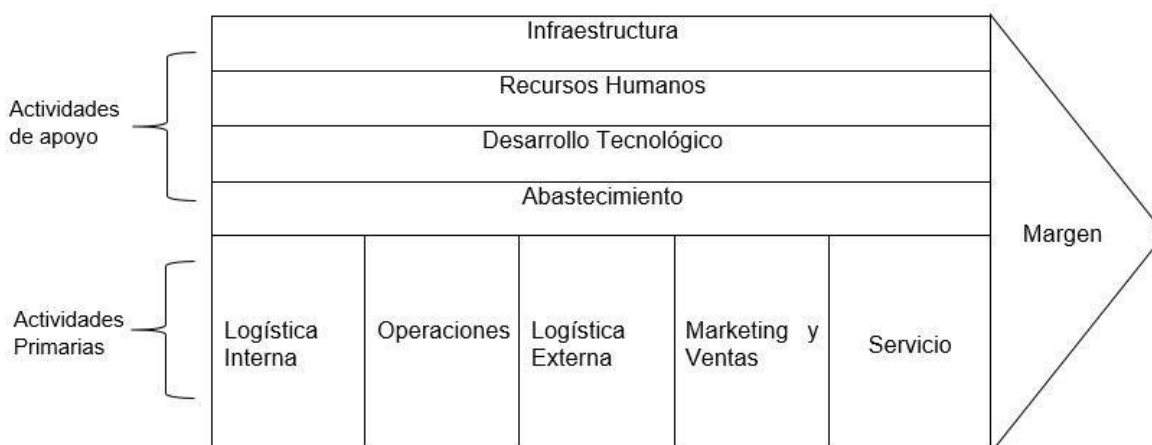 Infraestructura
Recursos Humanos
Actividades
de apoyo
Desarrollo Tecnológico
Abastecimiento
Margen
Actividades
Primarias
Logística
Interna
Operaciones
Logística
Externa
Marketing y
Ventas
Servicio